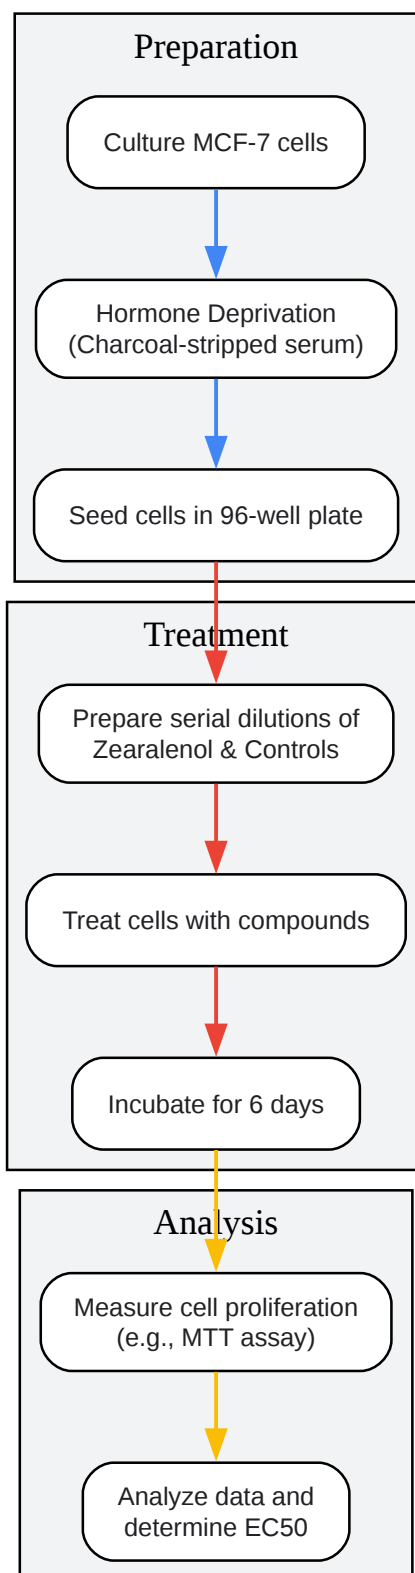 Preparation
Culture MCF-7 cells
Hormone Deprivation
(Charcoal-stripped serum)
Seed cells in 96-well plate
Treatment
Prepare serial dilutions of
Zearalenol & Controls
Treat cells with compounds
Incubate for 6 days
Analysis
Measure cell proliferation
(e.g., MTT assay)
Analyze data and
determine EC50